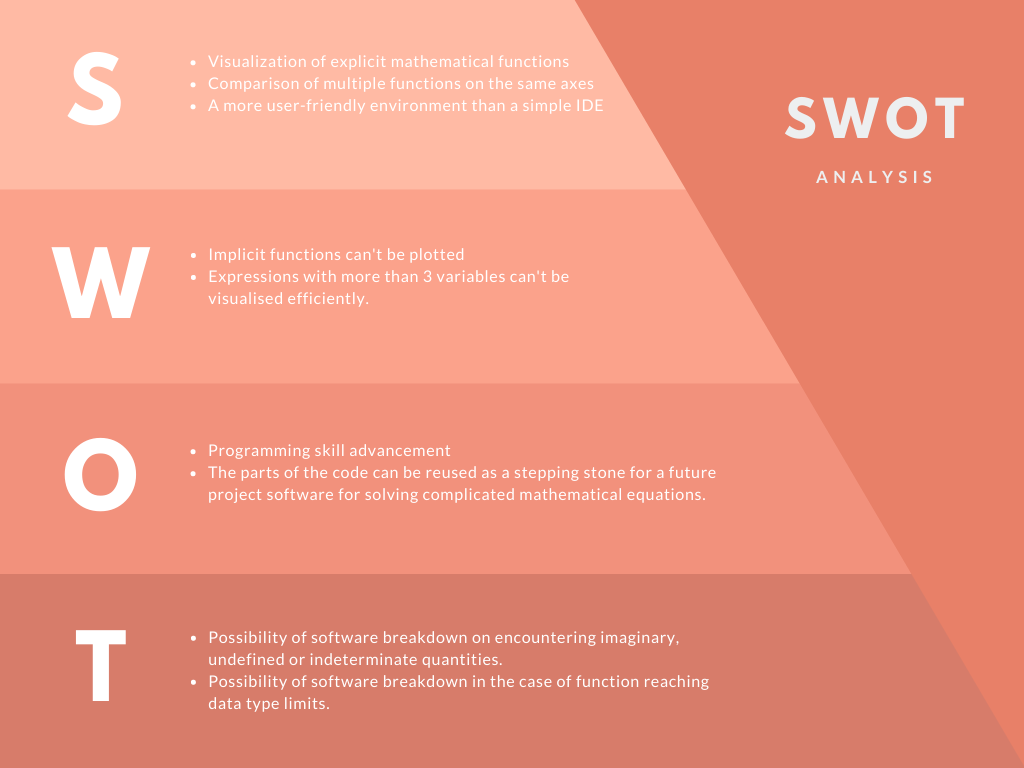 S
• Visualization of explicit mathematical functions
• Comparison of multiple functions on the same axes
• A more user-friendly environment than a simple IDE
SWOT
ANALYSIS
W
• Implicit functions can't be plotted
• Expressions with more than 3 variables can't be
visualised efficiently.
O
• Programming skill advancement
• The parts of the code can be reused as a stepping stone for a future
project software for solving complicated mathematical equations.
T
• Possibility of software breakdown on encountering imaginary,
undefined or indeterminate quantities.
• Possibility of software breakdown in the case of function reaching
data type limits.